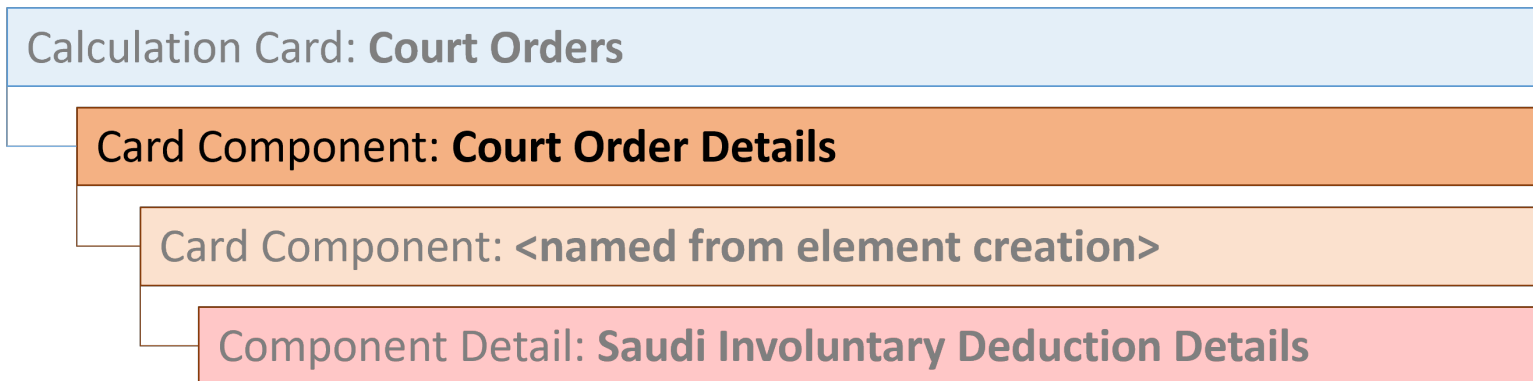 Calculation Card: Court Orders
Card Component: Court Order Details
Card Component: <named from element creation>
Component Detail: Saudi Involuntary Deduction Details